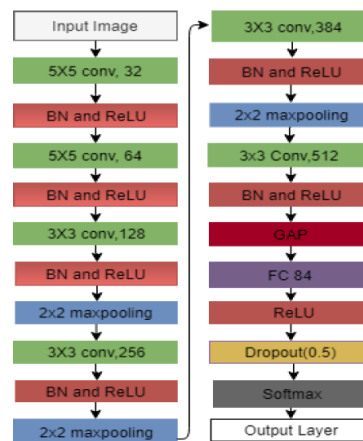 Input Image
5X5 conv, 32
BN and ReLU
5X5 conv, 64
BN and ReLU
3X3 conv,128
BN and ReLU
2x2 maxpooling
3X3 conv,256
BN and ReLU
2x2 maxpooling
3X3 conv,384
BN and ReLU
2x2 maxpooling
3x3 Conv,512
BN and ReLU
GAP
FC 84
ReLU
Dropout(0.5)
Softmax
Output Layer